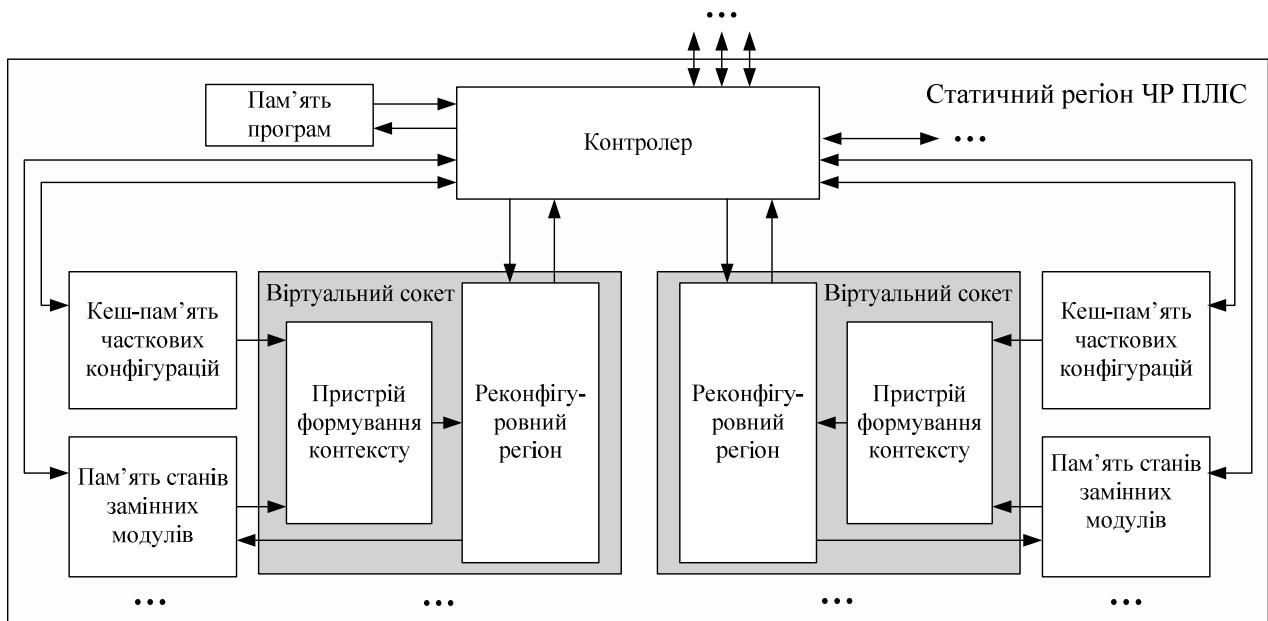 •••
Статичний регіон ЧР ПЛІС
Пам’ять
програм
Контролер
•••
Кеш-пам’ять
часткових
конфігурацій
Віртуальний сокет
Пристрій
формування
контексту
Реконфігу-
ровний
регіон
Пам’ять станів
замінних
модулів
Віртуальний сокет
Реконфігу-
ровний
регіон
Пристрій
формування
контексту
Кеш-пам’ять
часткових
конфігурацій
Пам’ять станів
замінних
модулів
•••
•••
•••
•••